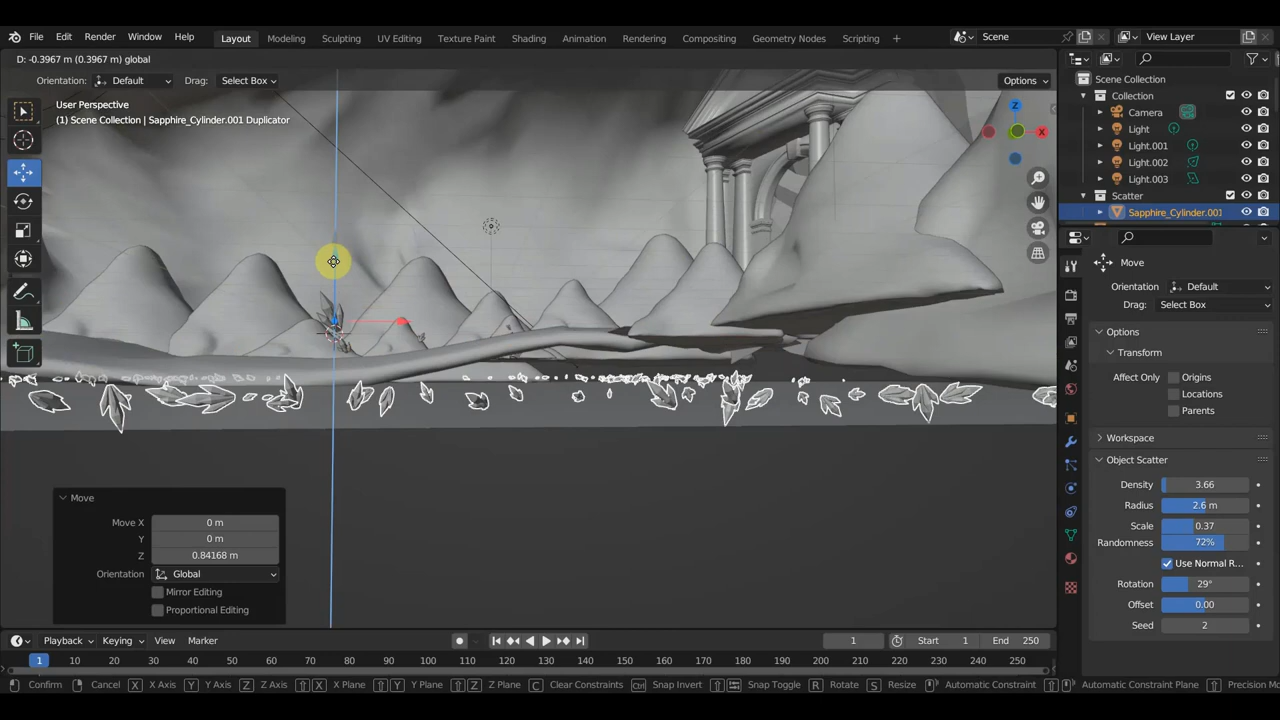 File Edit Render Window Help Layout Modeling Sculpting UV Editing Texture Paint Shading Animation Rendering Compositing Geometry Nodes Scripting + Scene View Layer
D: -0.3967 m (0.3967 m) global
Orientation: Default Drag: Select Box Options
User Perspective
(1) Scene Collection | Sapphire_Cylinder.001 Duplicator
Z
X
Scene Collection
Collection
Camera
Light
Light.001
Light.002
Light.003
Scatter
Sapphire_Cylinder.001
Move
Orientation Default
Drag: Select Box
Options
Transform
Affect Only Origins
Locations
Parents
Workspace
Object Scatter
Density 3.66
Radius 2.6 m
Scale 0.37
Randomness 72%
Use Normal R...
Rotation 29°
Offset 0.00
Seed 2
Move
Move X 0 m
Y 0 m
Z 0.84168 m
Orientation Global
Mirror Editing
Proportional Editing
Playback Keying View Marker 1 Start 1 End 250
1 10 20 30 40 50 60 70 80 90 100 110 120 130 140 150 160 170 180 190 200 210 220 230 240 250
Confirm Cancel X X Axis Y Y Axis Z Z Axis X X Plane Y Y Plane Z Z Plane C Clear Constraints Ctrl Snap Invert Snap Toggle R Rotate S Resize Automatic Constraint Automatic Constraint Plane Precision Mo